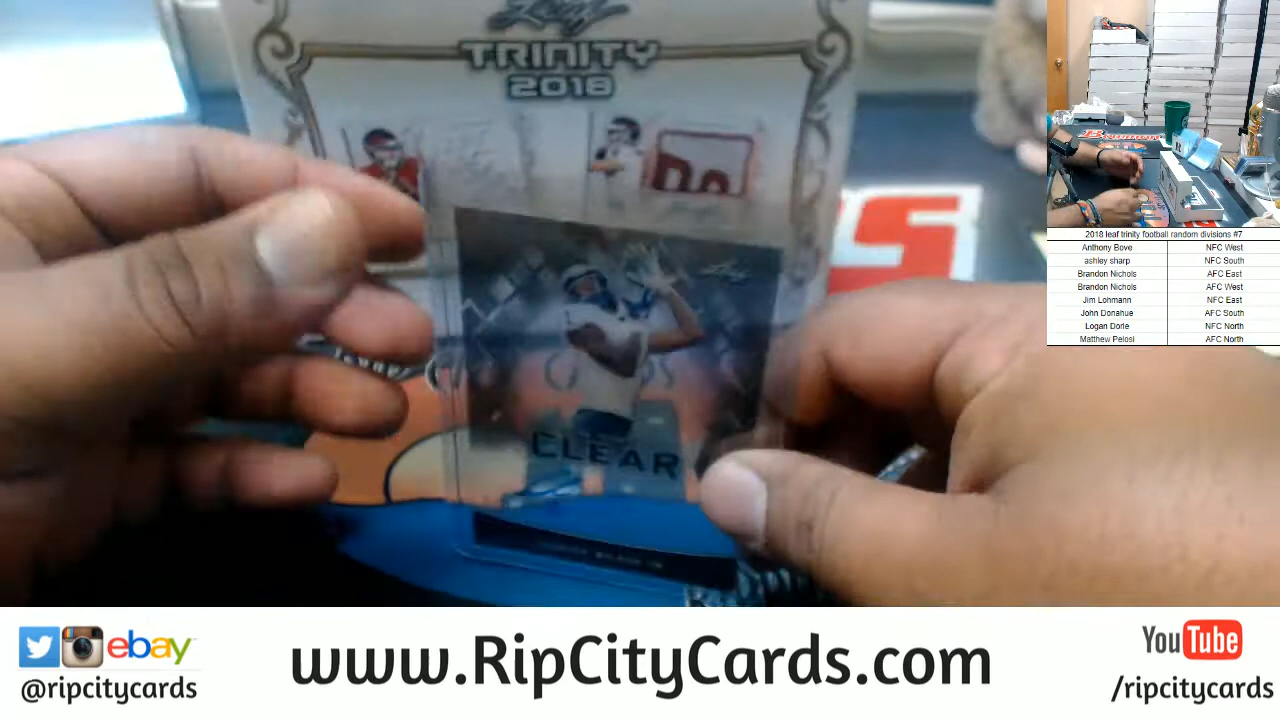 Leaf
TRINITY
2018
CLEAR
2018 leaf trinity football random divisions #7
Anthony Bove NFC West
ashley sharp NFC South
Brandon Nichols AFC East
Brandon Nichols AFC West
Jim Lohmann NFC East
John Donahue AFC South
Logan Dorle NFC North
Matthew Pelosi AFC North
ebay
@ripcitycards
www.RipCityCards.com
YouTube
/ripcitycards